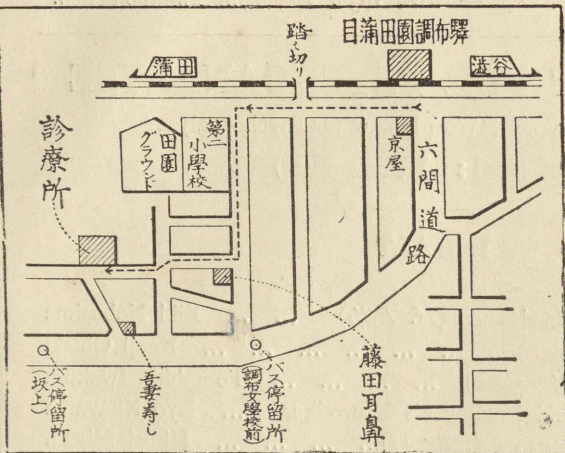 目蒲田園調布驛
踏ミ切り
蒲田
澁谷
診療所
田園グラウンド
第二小學校
京屋
六間道路
バス停留所
(坂上)
吾妻寿し
バス停留所
(調布女學校前)
藤田耳鼻